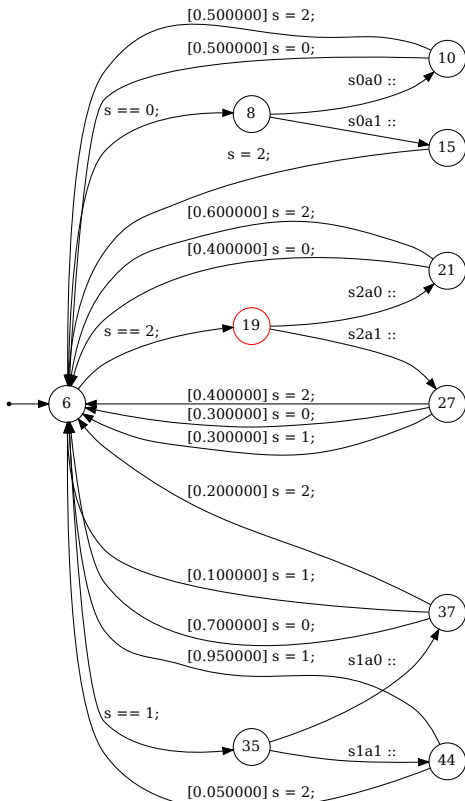 [0.500000] s = 2;
[0.500000] s = 0;
10
s == 0;
8
s0a0 ::
s0a1 ::
15
s = 2;
[0.600000] s = 2;
[0.400000] s = 0;
21
s2a0 ::
s == 2;
19
s2a1 ::
6
[0.400000] s = 2;
27
[0.300000] s = 0;
[0.300000] s = 1;
[0.200000] s = 2;
[0.100000] s = 1;
37
[0.700000] s = 0;
[0.950000] s = 1;
s1a0 ::
s == 1;
35
s1a1 ::
44
[0.050000] s = 2;